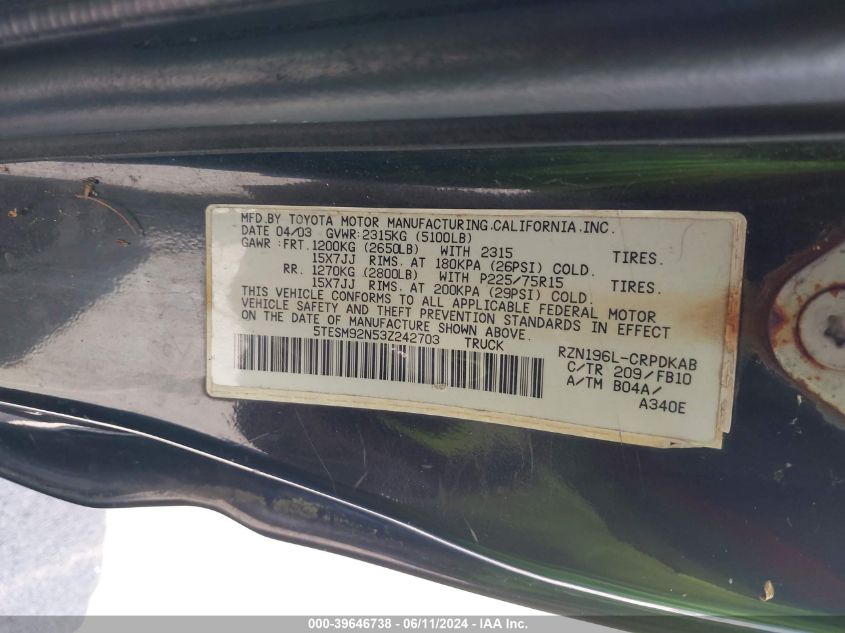 MFD.BY TOYOTA MOTOR MANUFACTURING,CALIFORNIA,INC.
DATE 04/03 GVWR:2315KG (5100LB)
GAWR :FRT.1200KG (2650LB) WITH 2315 TIRES.
15X7JJ RIMS. AT 180KPA (26PSI) COLD.
RR. 1270KG (2800LB) WITH P225/75R15 TIRES.
15X7JJ RIMS. AT 200KPA (29PSI) COLD.
THIS VEHICLE CONFORMS TO ALL APPLICABLE FEDERAL MOTOR
VEHICLE SAFETY AND THEFT PREVENTION STANDARDS IN EFFECT
ON THE DATE OF MANUFACTURE SHOWN ABOVE.
5TESM92N53Z242703 TRUCK
RZN196L-CRPDKAB
C/TR 209/FB10
A/TM B04A/
A340E
000-39646738 - 06/11/2024 - IAA Inc.